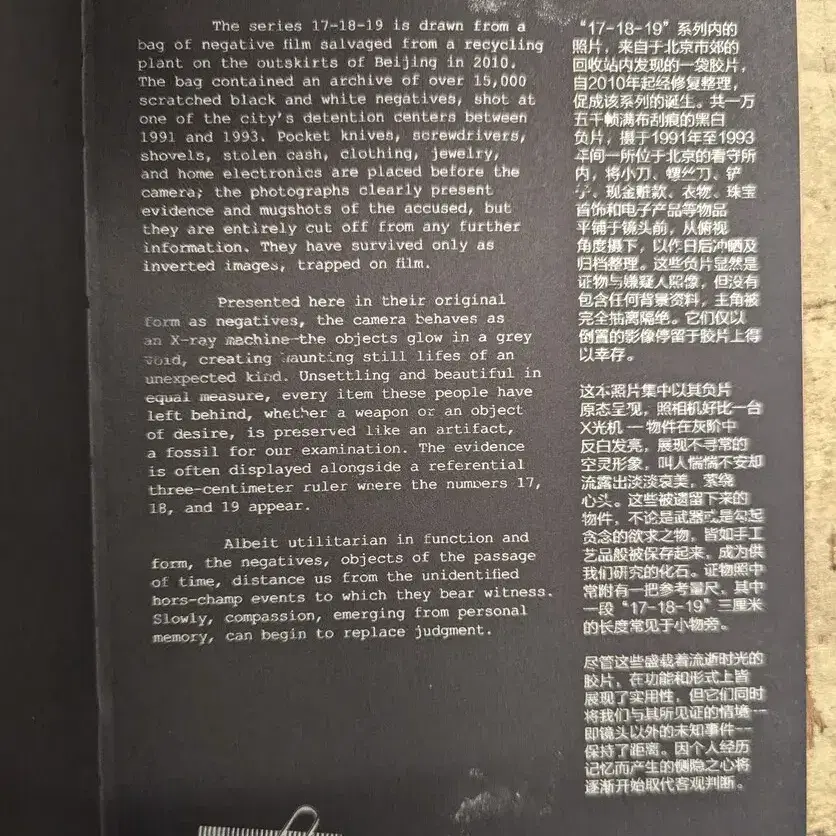 The series 17-18-19 is drawn from a
bag of negative film salvaged from a recycling
plant on the outskirts of Beijing in 2010.
The bag contained an archive of over 15,000
scratched black and white negatives, shot at
one of the city's detention centers between
1991 and 1993. Pocket knives, screwdrivers,
shovels, stolen cash, clothing, jewelry,
and home electronics are placed before the
camera; the photographs clearly present
evidence and mugshots of the accused, but
they are entirely cut off from any further
information. They have survived only as
inverted images, trapped on film.
Presented here in their original
form as negatives, the camera behaves as
an X-ray machine—the objects glow in a grey
void, creating haunting still lifes of an
unexpected kind. Unsettling and beautiful in
equal measure, every item these people have
left behind, whether a weapon or an object
of desire, is preserved like an artifact,
a fossil for our examination. The evidence
is often displayed alongside a referential
three-centimeter ruler where the numbers 17,
18, and 19 appear.
Albeit utilitarian in function and
form, the negatives, objects of the passage
of time, distance us from the unidentified
hors-champ events to which they bear witness.
Slowly, compassion, emerging from personal
memory, can begin to replace judgment.
“17-18-19”系列内的
照片，来自于北京市郊的
回收站内发现的一袋胶片，
自2010年起经修复整理，
促成该系列的诞生。共一万
五千帧满布刮痕的黑白
负片，摄于1991年至1993
年间一所位于北京的看守所
内，将小刀、螺丝刀、铲
子、现金赃款、衣物、珠宝
首饰和电子产品等物品
平铺于镜头前，从俯视
角度摄下，以作日后冲晒及
归档整理。这些负片显然是
证物与嫌疑人照像，但没有
包含任何背景资料，主角被
完全抽离隔绝。它们仅以
倒置的影像停留于胶片上得
以幸存。
这本照片集中以其负片
原态呈现，照相机好比一台
X光机 — 物件在灰阶中
反白发亮，展现不寻常的
空灵形象，叫人惴惴不安却
流露出淡淡哀美，萦绕
心头。这些被遗留下来的
物件，不论是武器或是勾起
贪念的欲求之物，皆如手工
艺品般被保存起来，成为供
我们研究的化石。证物照中
常附有一把参考量尺，其中
一段“17-18-19”三厘米
的长度常见于小物旁。
尽管这些盛载着流逝时光的
胶片，在功能和形式上皆
展现了实用性，但它们同时
将我们与其所见证的情境——
即镜头以外的未知事件——
保持了距离。因个人经历
记忆而产生的恻隐之心将
逐渐开始取代客观判断。